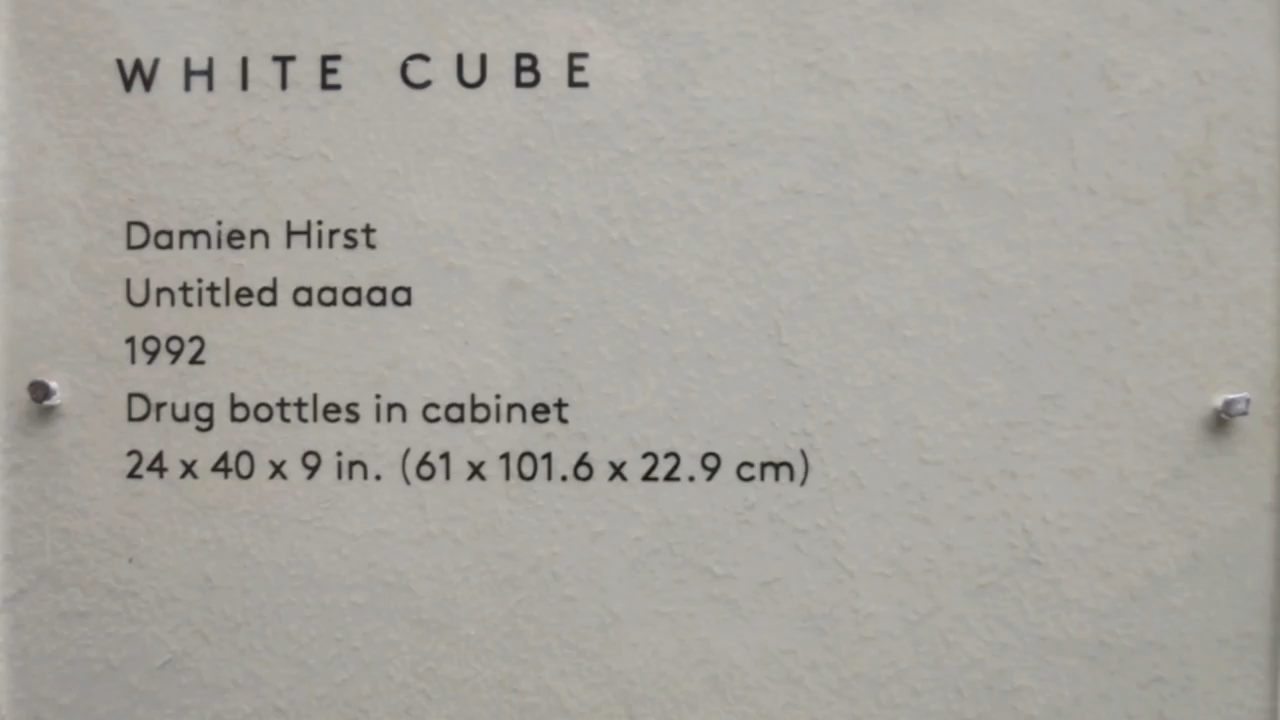 WHITE CUBE
Damien Hirst
Untitled aaaaa
1992
Drug bottles in cabinet
24 x 40 x 9 in. (61 x 101.6 x 22.9 cm)